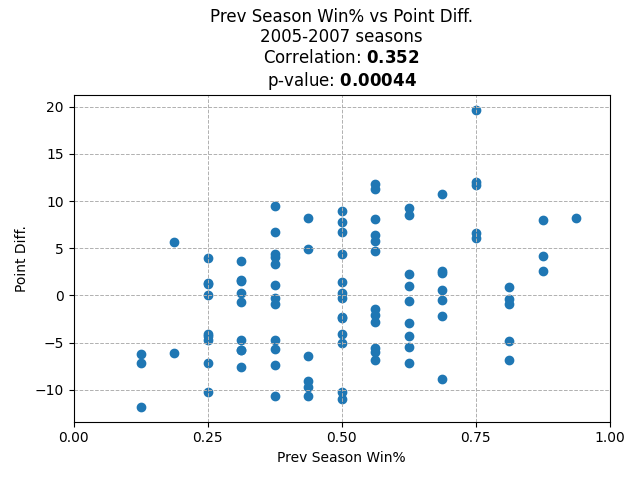 Prev Season Win% vs Point Diff.
2005-2007 seasons
Correlation: 0.352
p-value: 0.00044
20
15
10
5
0
−5
−10
Point Diff.
0.00 0.25 0.50 0.75 1.00
Prev Season Win%